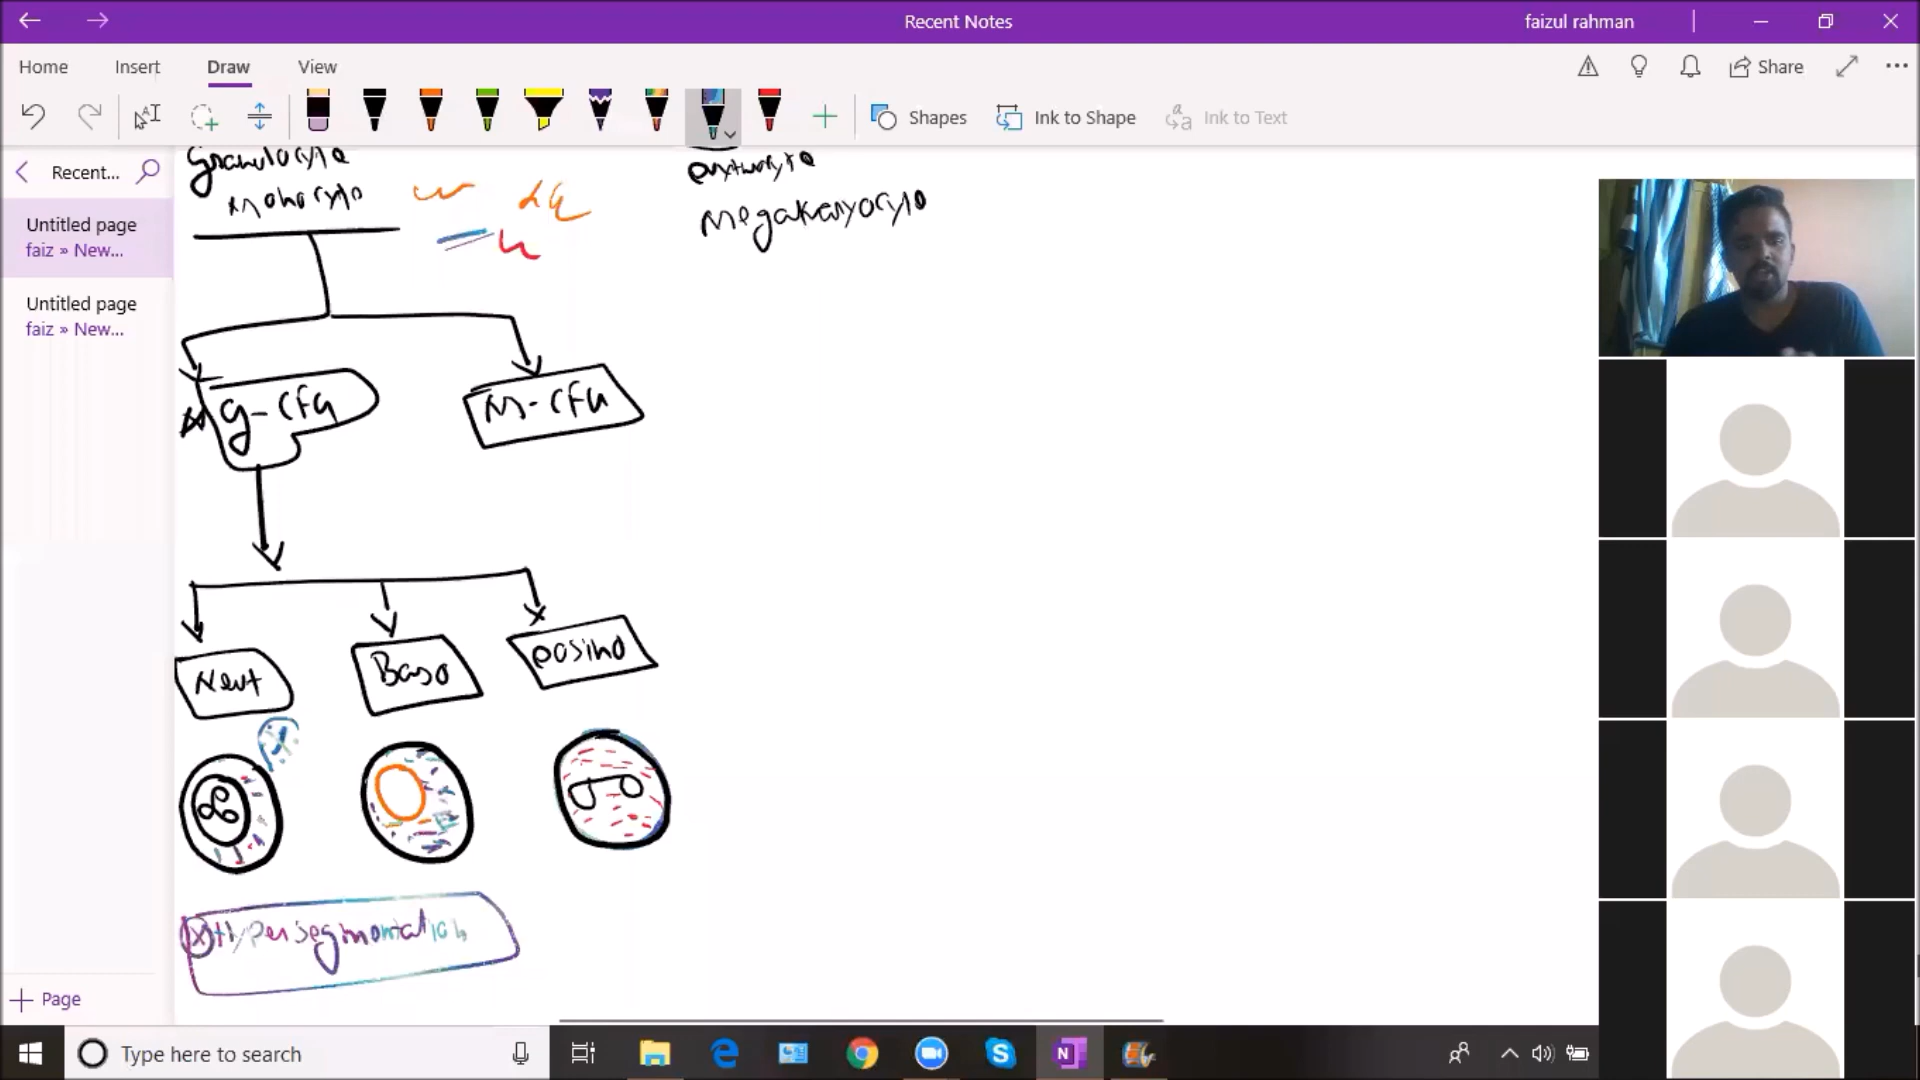 Recent Notes
faizul rahman
Home
Insert
Draw
View
Share
Shapes
Ink to Shape
Ink to Text
Recent...
Untitled page
faiz » New...
Untitled page
faiz » New...
Granulocyte
Monocyte
erythrocyte
Megakaryocyte
G-CFU
M-CFU
Neut
Baso
eosino
Hypersegmentation
Page
Type here to search